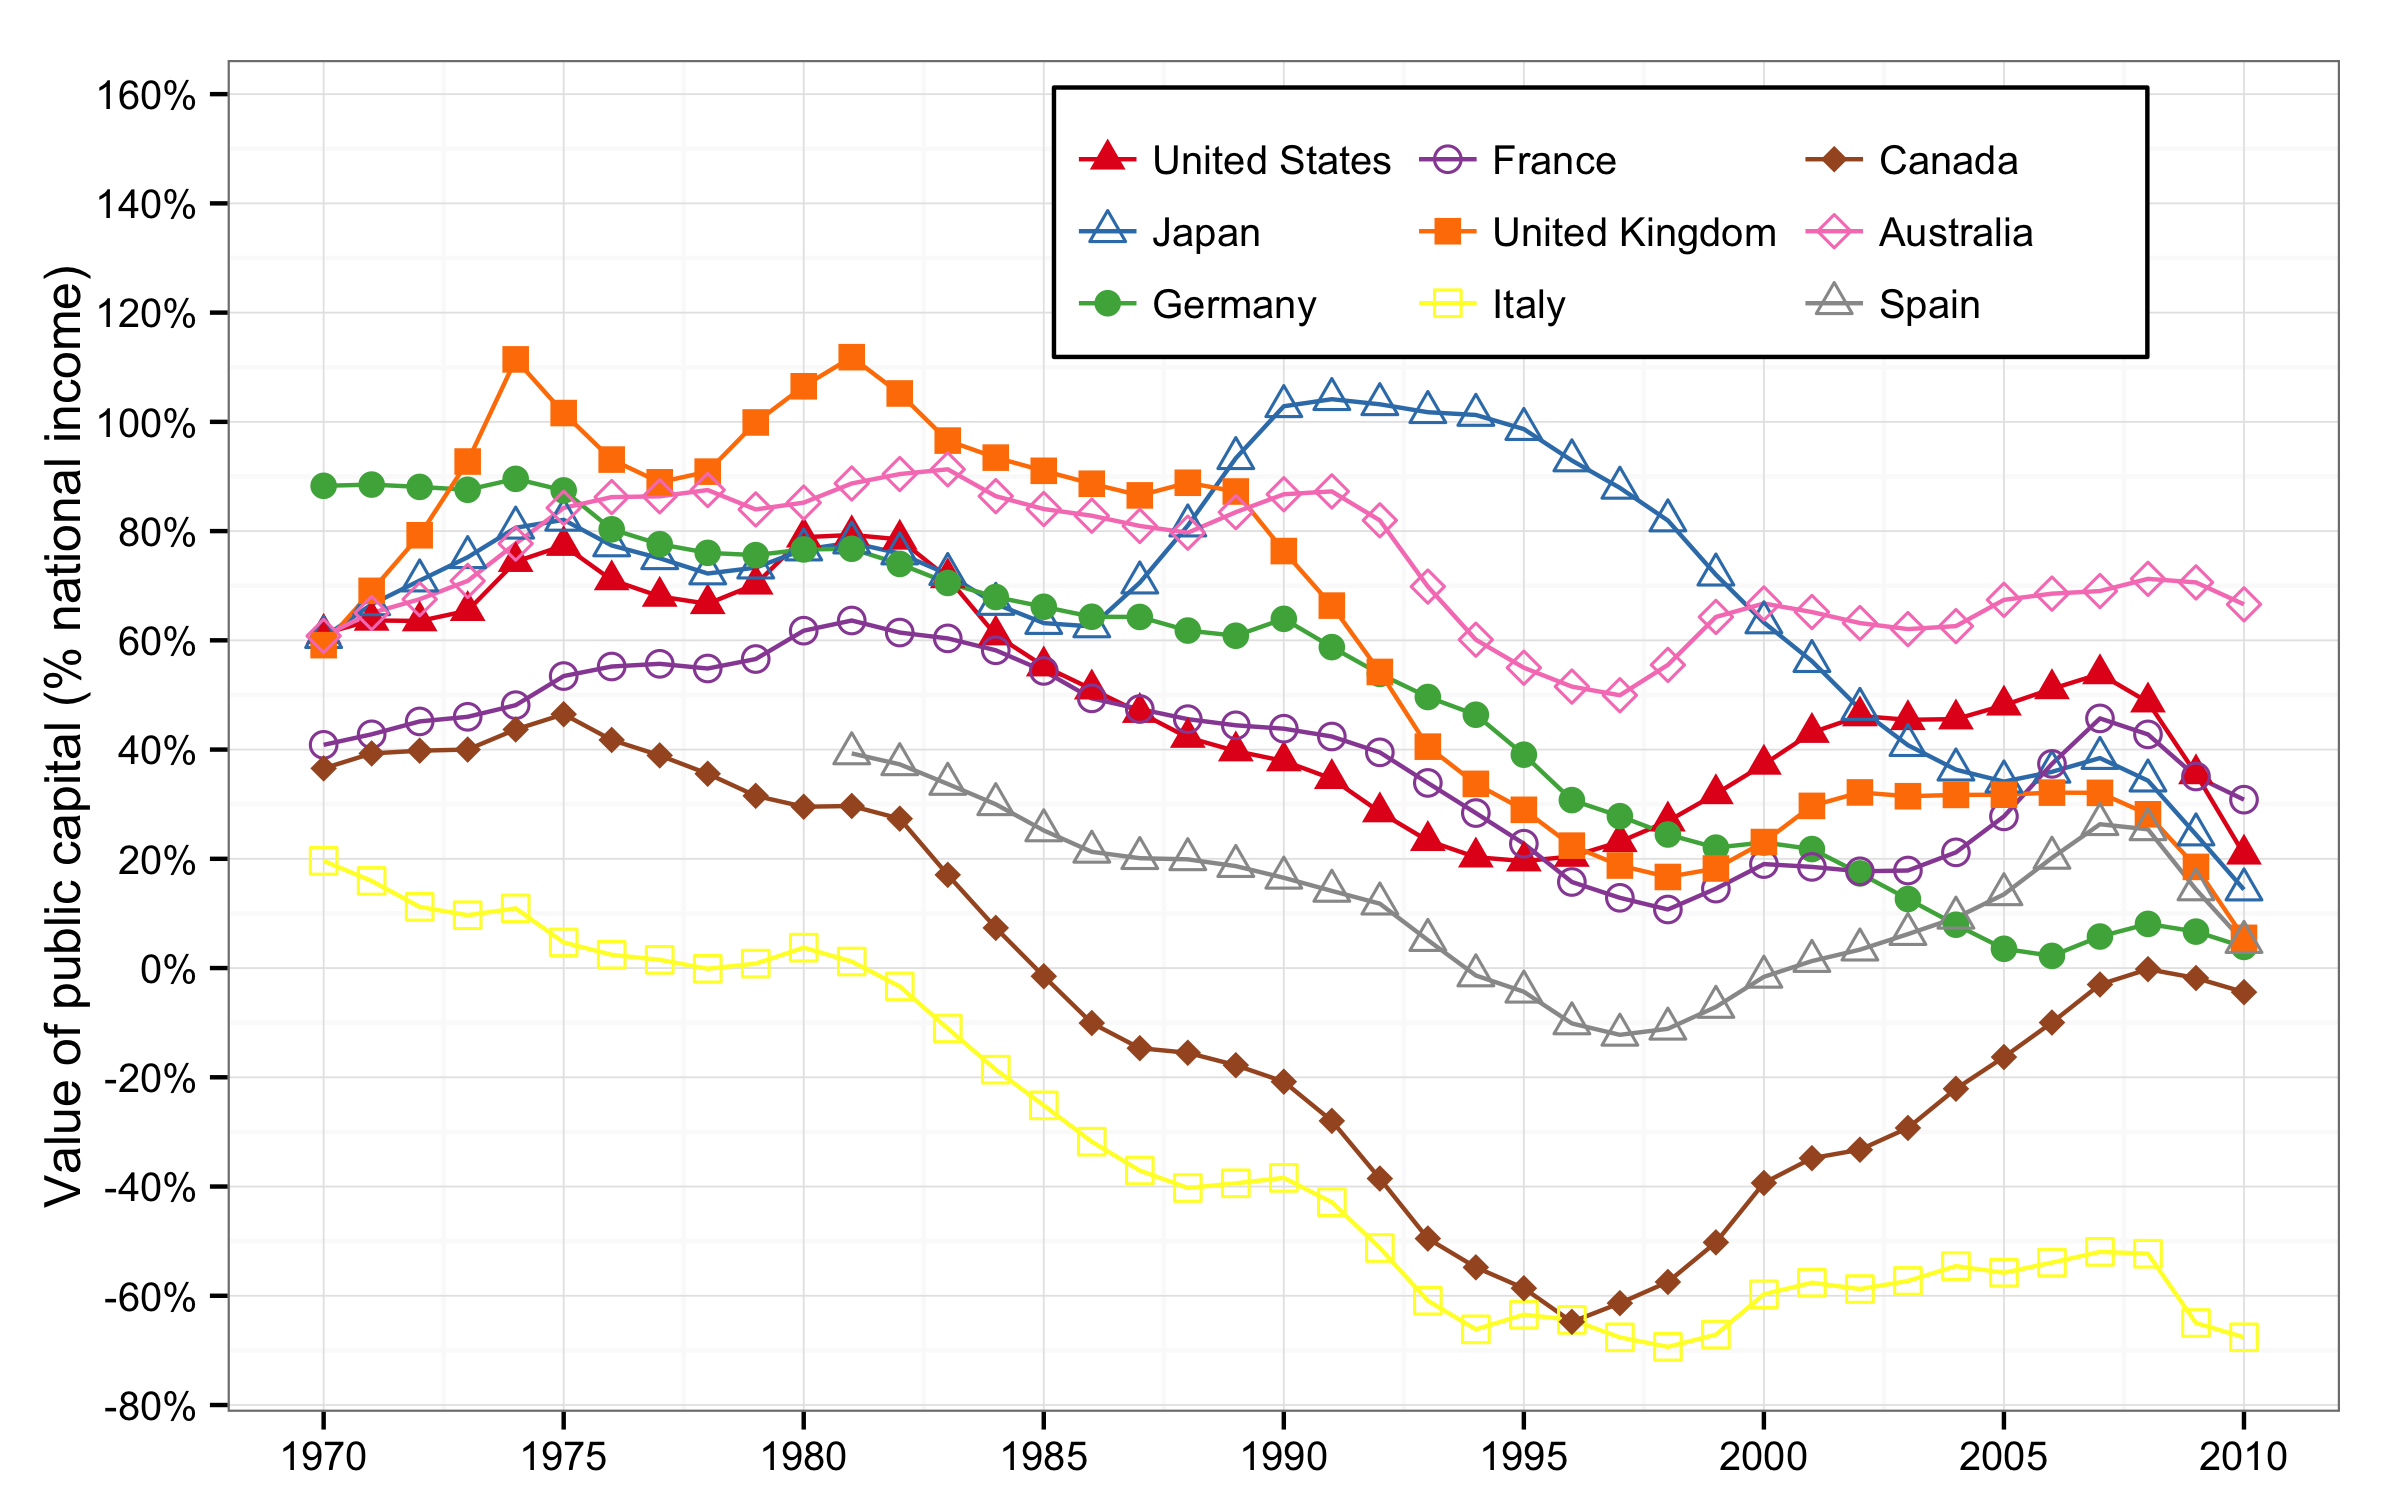 160%
140%
120%
100%
80%
60%
40%
20%
0%
-20%
-40%
-60%
-80%
Value of public capital (% national income)
United States France Canada
Japan United Kingdom Australia
Germany Italy Spain
1970 1975 1980 1985 1990 1995 2000 2005 2010